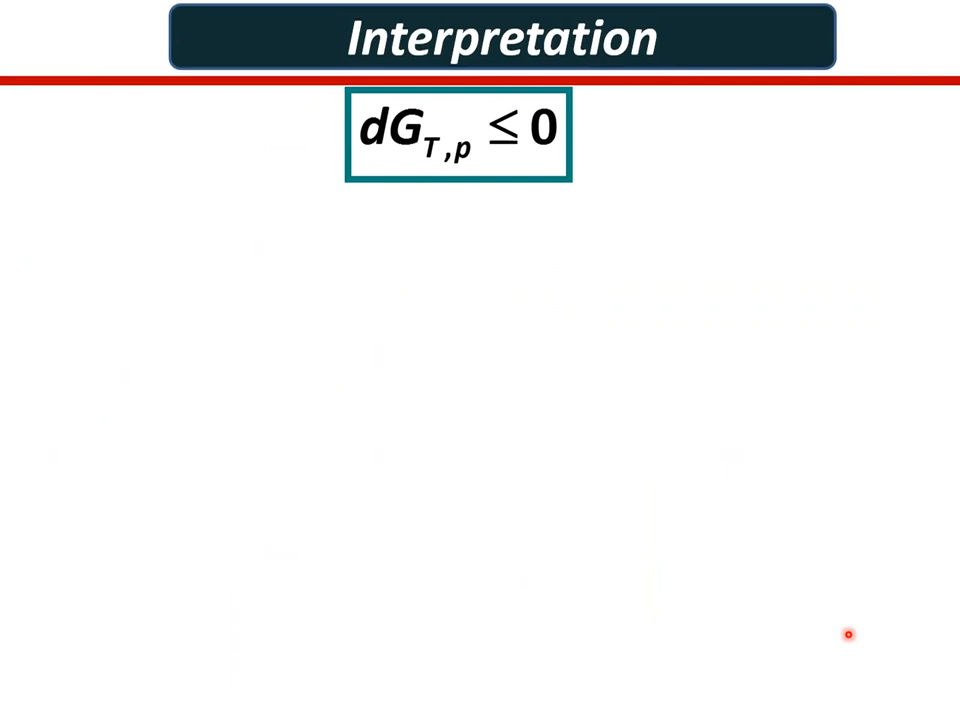 Interpretation
dG_{T,p} ≤ 0